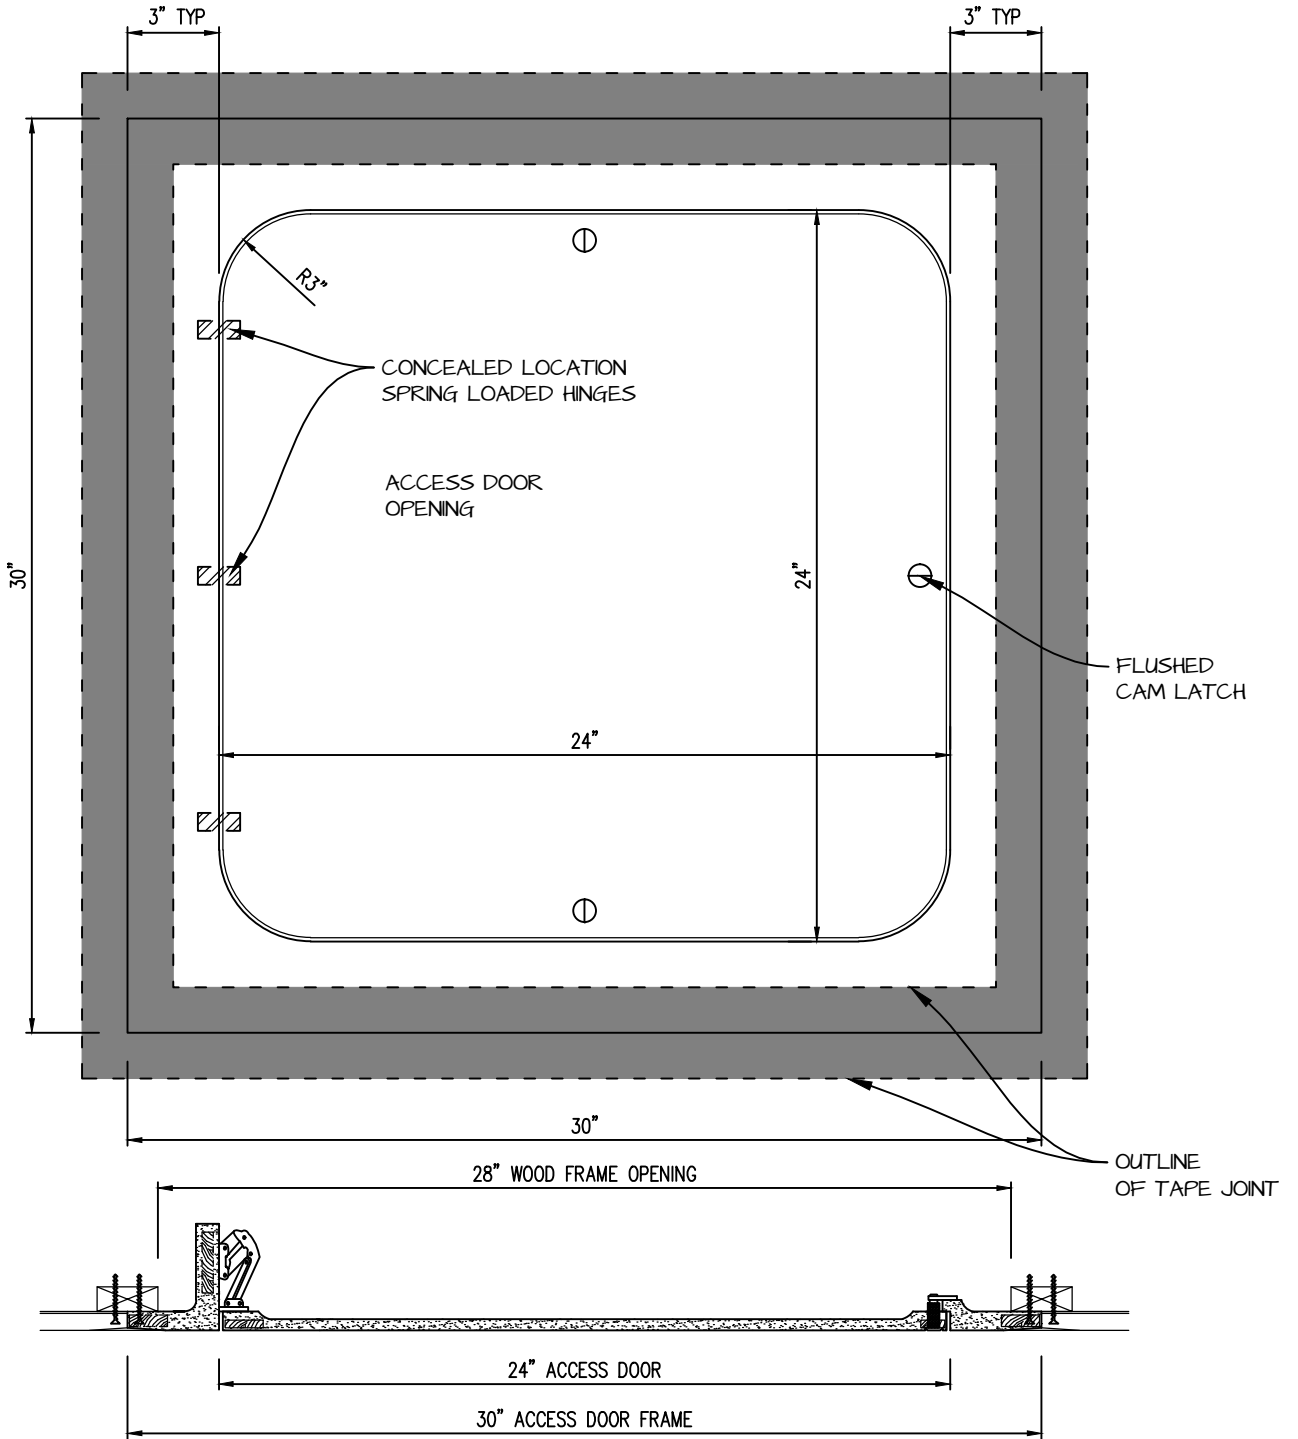 3” TYP
3” TYP
R3”
CONCEALED LOCATION
SPRING LOADED HINGES
ACCESS DOOR
OPENING
30”
24”
FLUSHED
CAM LATCH
24”
30”
OUTLINE
OF TAPE JOINT
28” WOOD FRAME OPENING
24” ACCESS DOOR
30” ACCESS DOOR FRAME